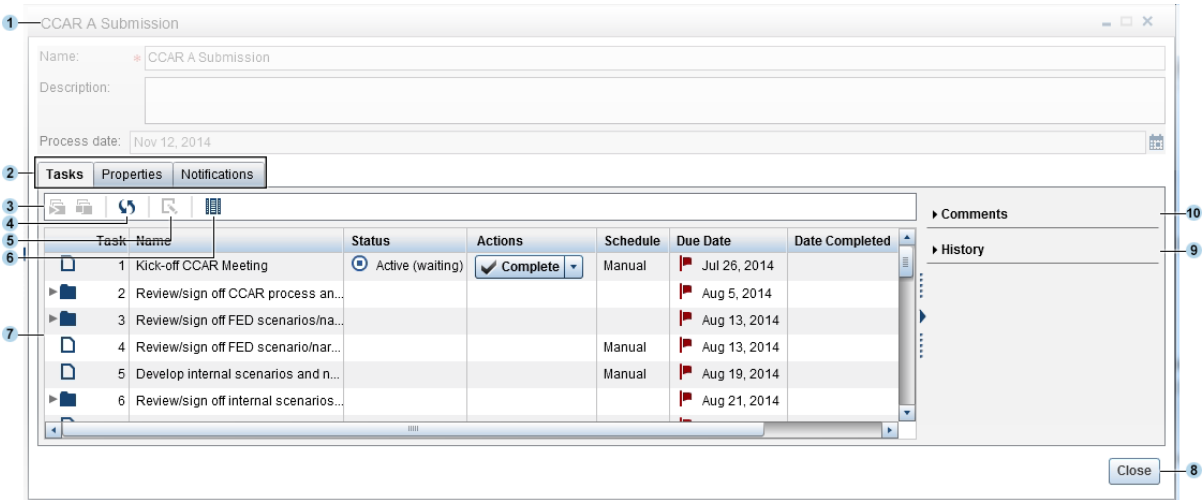 1 CCAR A Submission
Name: * CCAR A Submission
Description:
Process date: Nov 12, 2014
2 Tasks Properties Notifications
3
4
5
6
10 Comments
9 History
Task Name Status Actions Schedule Due Date Date Completed
1 Kick-off CCAR Meeting Active (waiting) Complete Manual Jul 26, 2014
2 Review/sign off CCAR process an... Aug 5, 2014
7
3 Review/sign off FED scenarios/na... Aug 13, 2014
4 Review/sign off FED scenario/nar... Manual Aug 13, 2014
5 Develop internal scenarios and n... Manual Aug 19, 2014
6 Review/sign off internal scenarios... Aug 21, 2014
Close 8